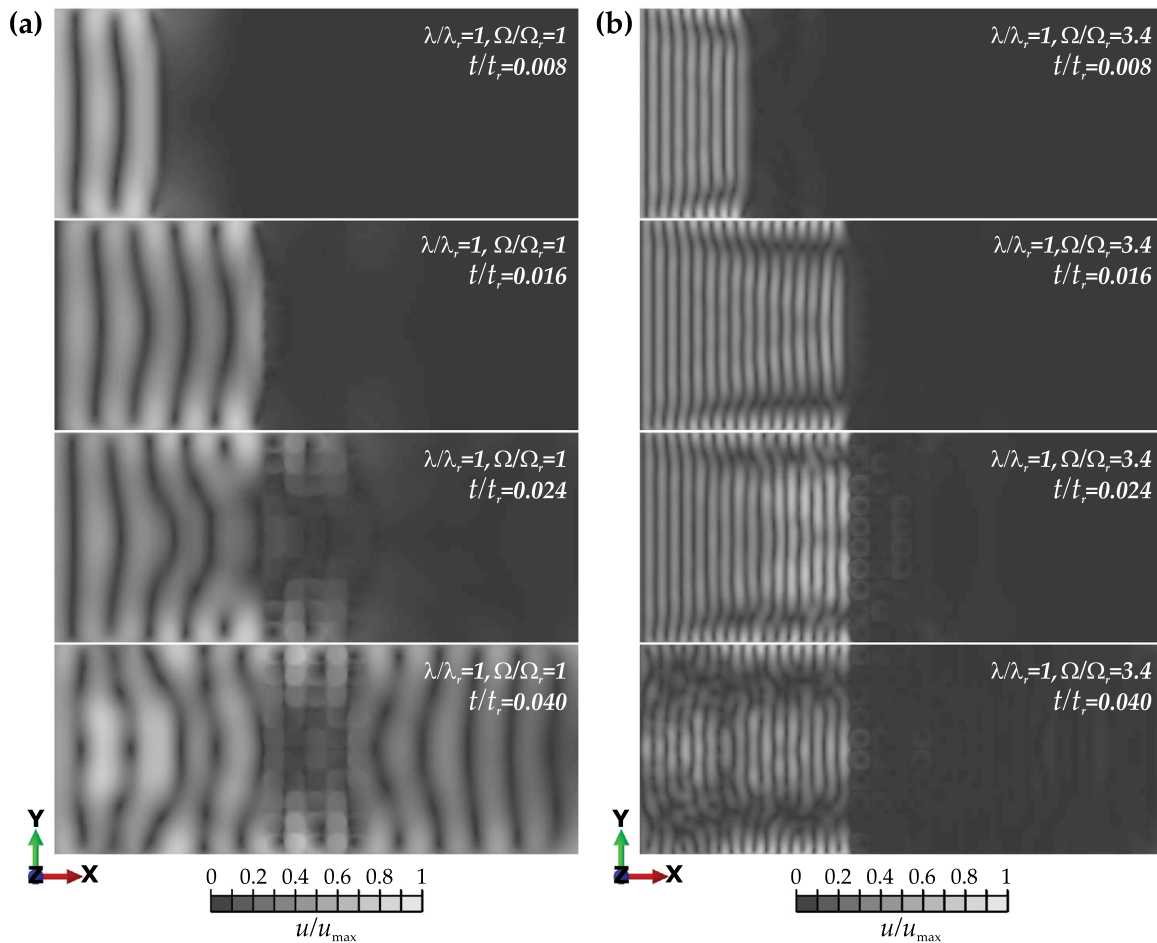 (a)
λ/λr=1, Ω/Ωr=1
t/tr=0.008
λ/λr=1, Ω/Ωr=1
t/tr=0.016
λ/λr=1, Ω/Ωr=1
t/tr=0.024
λ/λr=1, Ω/Ωr=1
t/tr=0.040
Y
Z X
0 0.2 0.4 0.6 0.8 1
u/umax
(b)
λ/λr=1, Ω/Ωr=3.4
t/tr=0.008
λ/λr=1, Ω/Ωr=3.4
t/tr=0.016
λ/λr=1, Ω/Ωr=3.4
t/tr=0.024
λ/λr=1, Ω/Ωr=3.4
t/tr=0.040
Y
Z X
0 0.2 0.4 0.6 0.8 1
u/umax